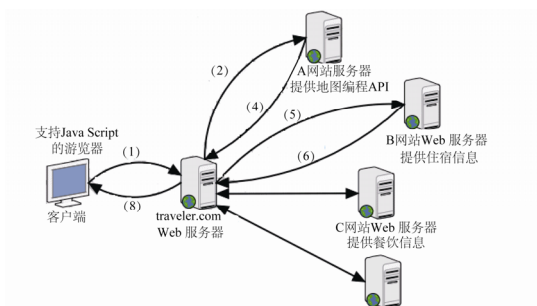 (2)
A网站服务器
提供地图编程API
(4)
(5)
支持Java Script
的游览器
(1)
B网站Web 服务器
提供住宿信息
(6)
(8)
客户端
traveler.com
Web 服务器
C网站Web 服务器
提供餐饮信息